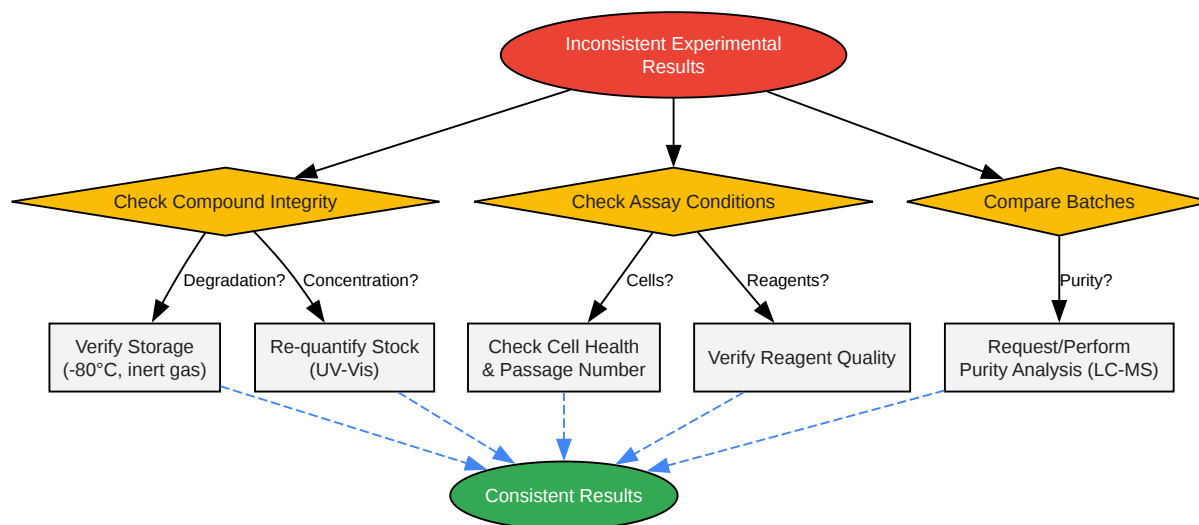 Inconsistent Experimental
Results
Check Compound Integrity
Check Assay Conditions
Compare Batches
Degradation?
Concentration?
Cells?
Reagents?
Purity?
Verify Storage
(-80°C, inert gas)
Re-quantify Stock
(UV-Vis)
Check Cell Health
& Passage Number
Verify Reagent Quality
Request/Perform
Purity Analysis (LC-MS)
Consistent Results